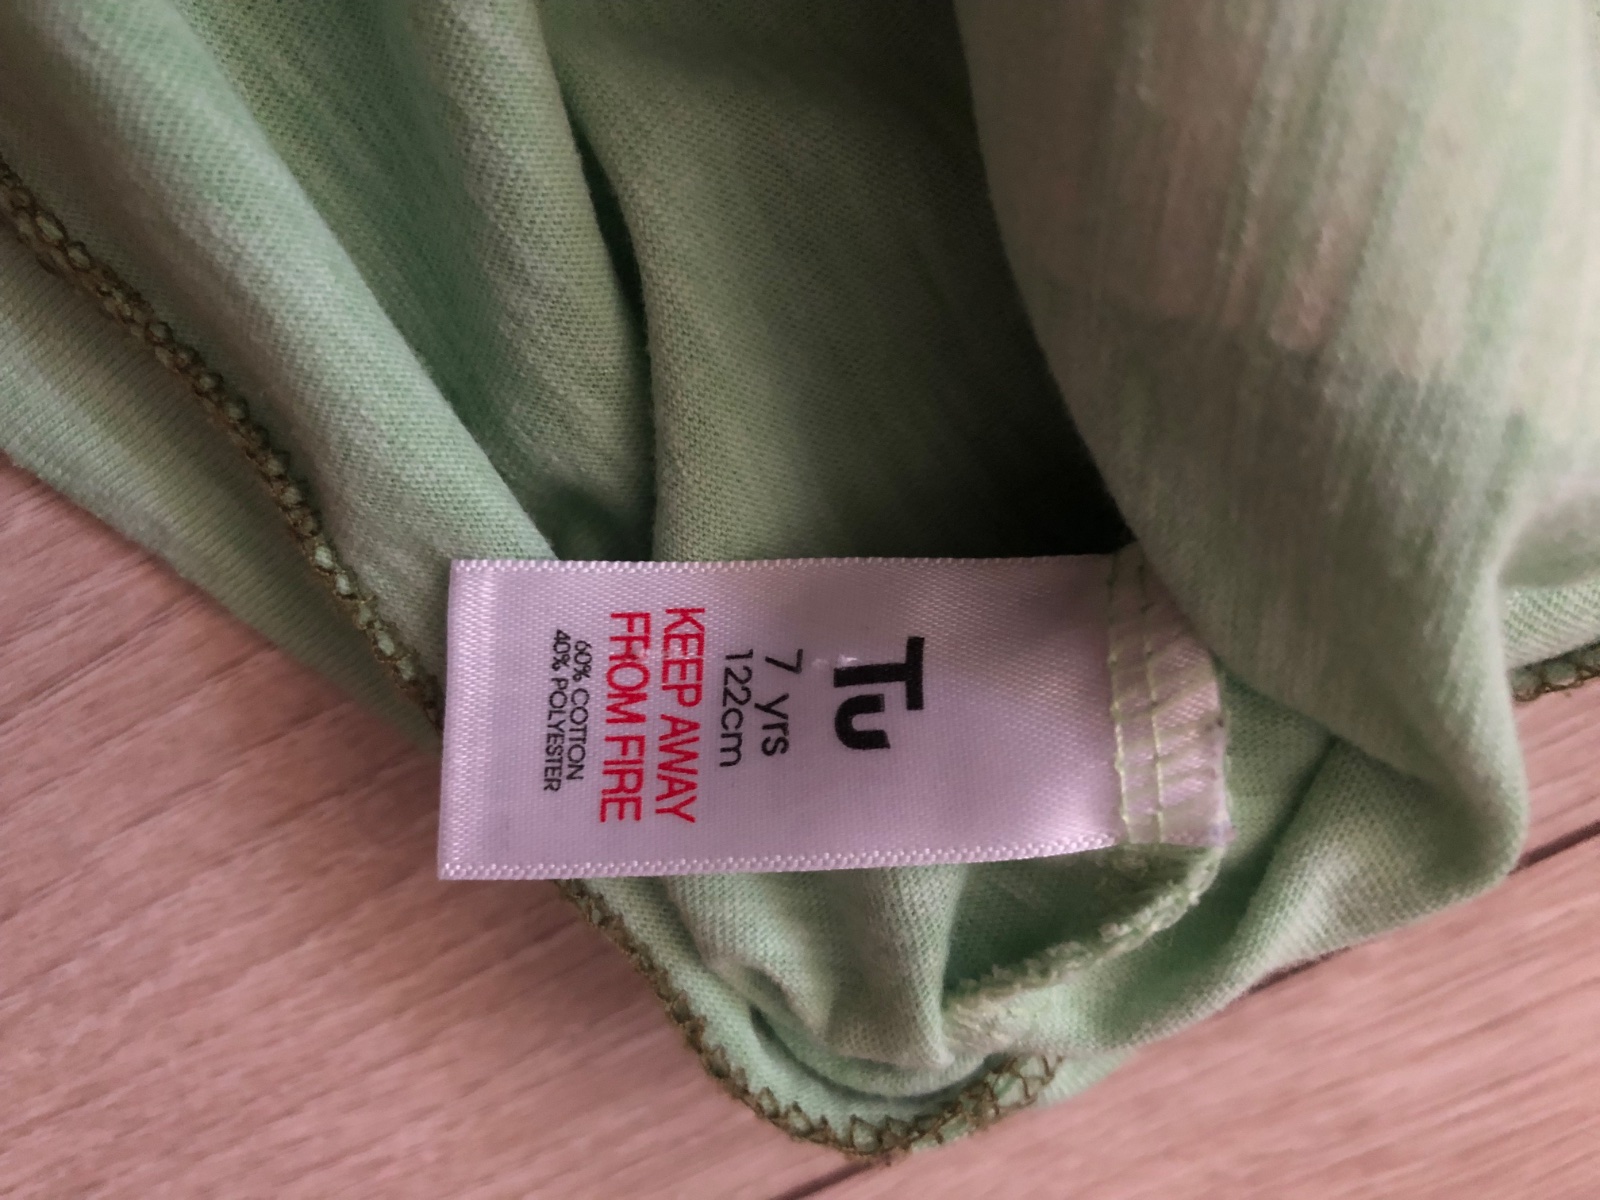 Tu
7 yrs
122cm
KEEP AWAY
FROM FIRE
60% COTTON
40% POLYESTER